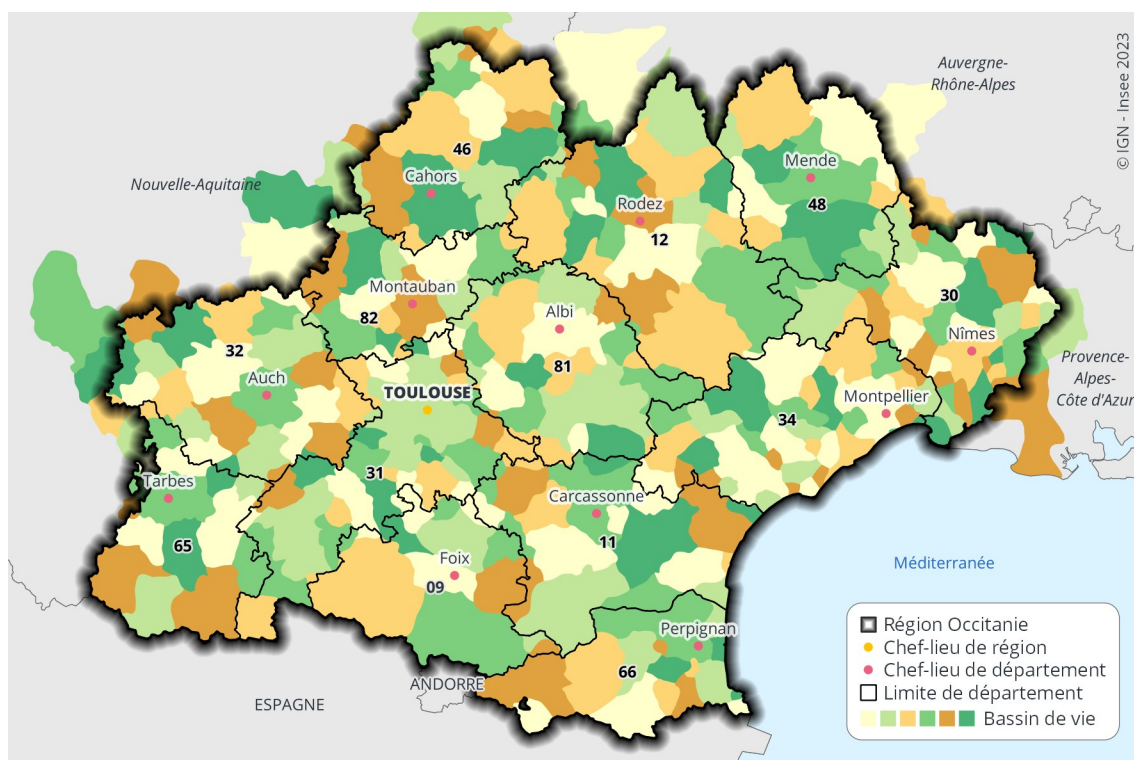 © IGN - Insee 2023
Auvergne-
Rhône-Alpes
46
Mende
Cahors
Nouvelle-Aquitaine
48
Rodez
12
Montauban
30
Albi
82
Nîmes
32
Provence-
Alpes-
Côte d'Azur
81
Auch
TOULOUSE
Montpellier
34
31
Tarbes
Carcassonne
65
11
Foix
Méditerranée
09
Perpignan
66
ANDORRE
ESPAGNE
Région Occitanie
Chef-lieu de région
Chef-lieu de département
Limite de département
Bassin de vie